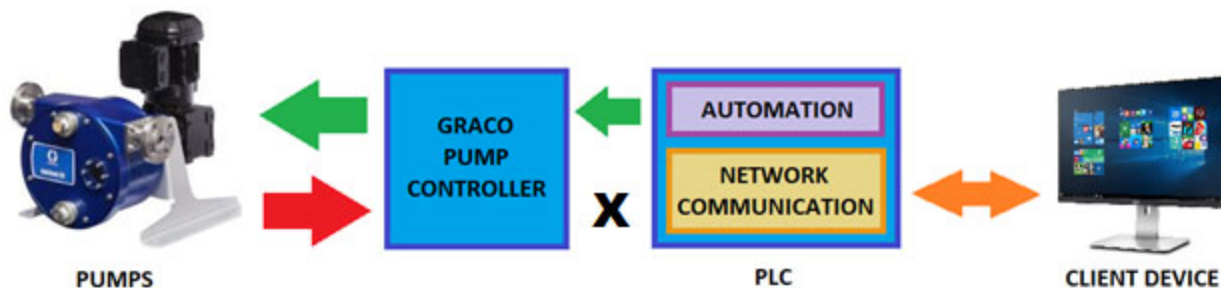 GRACO
PUMP
CONTROLLER
X
AUTOMATION
NETWORK
COMMUNICATION
PUMPS
PLC
CLIENT DEVICE